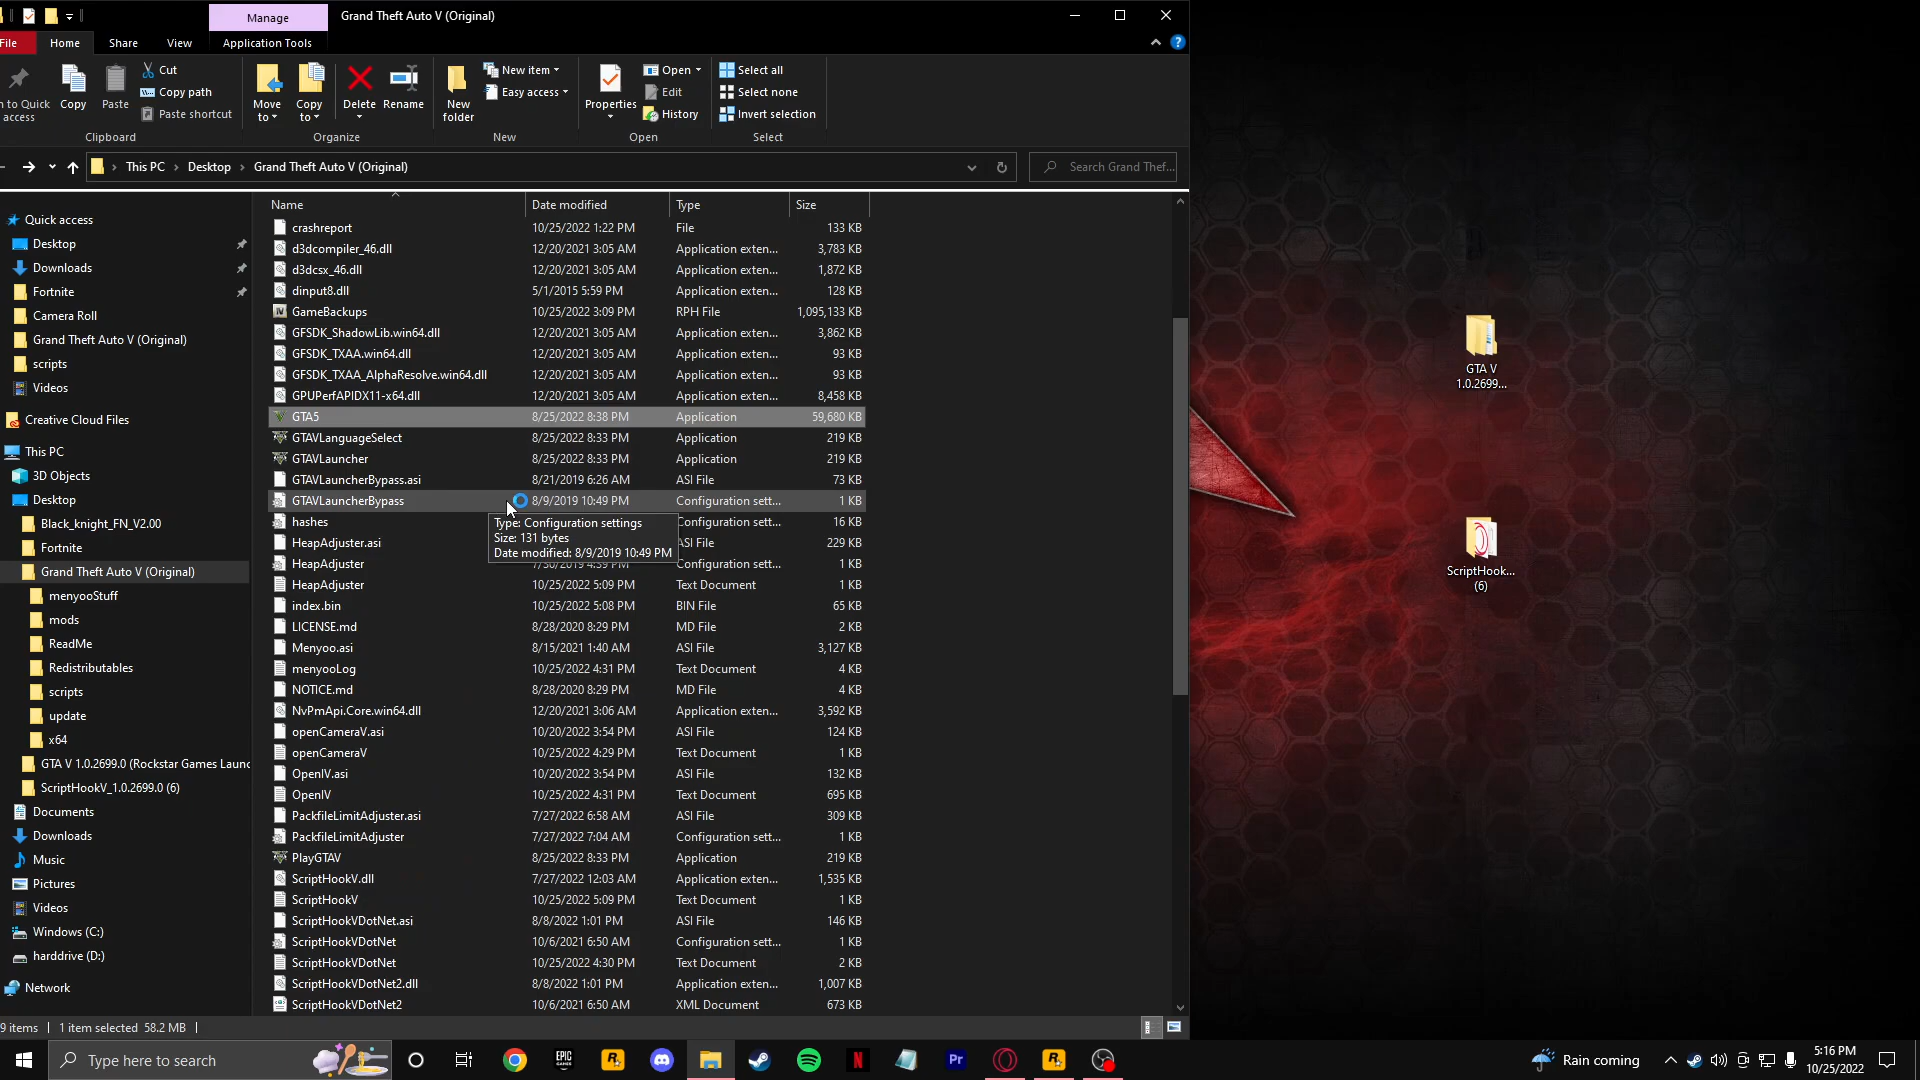 Manage
Grand Theft Auto V (Original)
File
Home
Share
View
Application Tools
n to Quick access
Copy
Paste
Cut
Copy path
Paste shortcut
Clipboard
Move to
Copy to
Delete
Rename
Organize
New folder
New item
Easy access
New
Properties
Open
Edit
History
Open
Select all
Select none
Invert selection
Select
This PC
Desktop
Grand Theft Auto V (Original)
Search Grand Thef...
Quick access
Desktop
Downloads
Fortnite
Camera Roll
Grand Theft Auto V (Original)
scripts
Videos
Creative Cloud Files
This PC
3D Objects
Desktop
Black_knight_FN_V2.00
Fortnite
Grand Theft Auto V (Original)
menyooStuff
mods
ReadMe
Redistributables
scripts
update
x64
GTA V 1.0.2699.0 (Rockstar Games Launc
ScriptHookV_1.0.2699.0 (6)
Documents
Downloads
Music
Pictures
Videos
Windows (C:)
harddrive (D:)
Network
Name Date modified Type Size
crashreport 10/25/2022 1:22 PM File 133 KB
d3dcompiler_46.dll 12/20/2021 3:05 AM Application exten... 3,783 KB
d3dcsx_46.dll 12/20/2021 3:05 AM Application exten... 1,872 KB
dinput8.dll 5/1/2015 5:59 PM Application exten... 128 KB
GameBackups 10/25/2022 3:09 PM RPH File 1,095,133 KB
GFSDK_ShadowLib.win64.dll 12/20/2021 3:05 AM Application exten... 3,862 KB
GFSDK_TXAA.win64.dll 12/20/2021 3:05 AM Application exten... 93 KB
GFSDK_TXAA_AlphaResolve.win64.dll 12/20/2021 3:05 AM Application exten... 93 KB
GPUPerfAPIDX11-x64.dll 12/20/2021 3:05 AM Application exten... 8,458 KB
GTA5 8/25/2022 8:38 PM Application 59,680 KB
GTAVLanguageSelect 8/25/2022 8:33 PM Application 219 KB
GTAVLauncher 8/25/2022 8:33 PM Application 219 KB
GTAVLauncherBypass.asi 8/21/2019 6:26 AM ASI File 73 KB
GTAVLauncherBypass 8/9/2019 10:49 PM Configuration sett... 1 KB
hashes Configuration sett... 16 KB
Type: Configuration settings
Size: 131 bytes
Date modified: 8/9/2019 10:49 PM
HeapAdjuster.asi ASI File 229 KB
HeapAdjuster 7/30/2019 4:39 PM Configuration sett... 1 KB
HeapAdjuster 10/25/2022 5:09 PM Text Document 1 KB
index.bin 10/25/2022 5:08 PM BIN File 65 KB
LICENSE.md 8/28/2020 8:29 PM MD File 2 KB
Menyoo.asi 8/15/2021 1:40 AM ASI File 3,127 KB
menyooLog 10/25/2022 4:31 PM Text Document 4 KB
NOTICE.md 8/28/2020 8:29 PM MD File 4 KB
NvPmApi.Core.win64.dll 12/20/2021 3:06 AM Application exten... 3,592 KB
openCameraV.asi 10/20/2022 3:54 PM ASI File 124 KB
openCameraV 10/25/2022 4:29 PM Text Document 1 KB
OpenIV.asi 10/20/2022 3:54 PM ASI File 132 KB
OpenIV 10/25/2022 4:31 PM Text Document 695 KB
PackfileLimitAdjuster.asi 7/27/2022 6:58 AM ASI File 309 KB
PackfileLimitAdjuster 7/27/2022 7:04 AM Configuration sett... 1 KB
PlayGTAV 8/25/2022 8:33 PM Application 219 KB
ScriptHookV.dll 7/27/2022 12:03 AM Application exten... 1,535 KB
ScriptHookV 10/25/2022 5:09 PM Text Document 1 KB
ScriptHookVDotNet.asi 8/8/2022 1:01 PM ASI File 146 KB
ScriptHookVDotNet 10/6/2021 6:50 AM Configuration sett... 1 KB
ScriptHookVDotNet 10/25/2022 4:30 PM Text Document 2 KB
ScriptHookVDotNet2.dll 8/8/2022 1:01 PM Application exten... 1,007 KB
ScriptHookVDotNet2 10/6/2021 6:50 AM XML Document 673 KB
9 items 1 item selected 58.2 MB
GTA V
1.0.2699...
ScriptHook...
(6)
Type here to search
EPIC GAMES
R
N
Pr
R
Rain coming
5:16 PM
10/25/2022